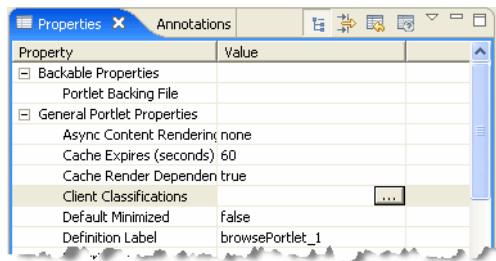 Properties Annotations
Property Value
Backable Properties
Portlet Backing File
General Portlet Properties
Async Content Rendering none
Cache Expires (seconds) 60
Cache Render Dependen true
Client Classifications ...
Default Minimized false
Definition Label browsePortlet_1